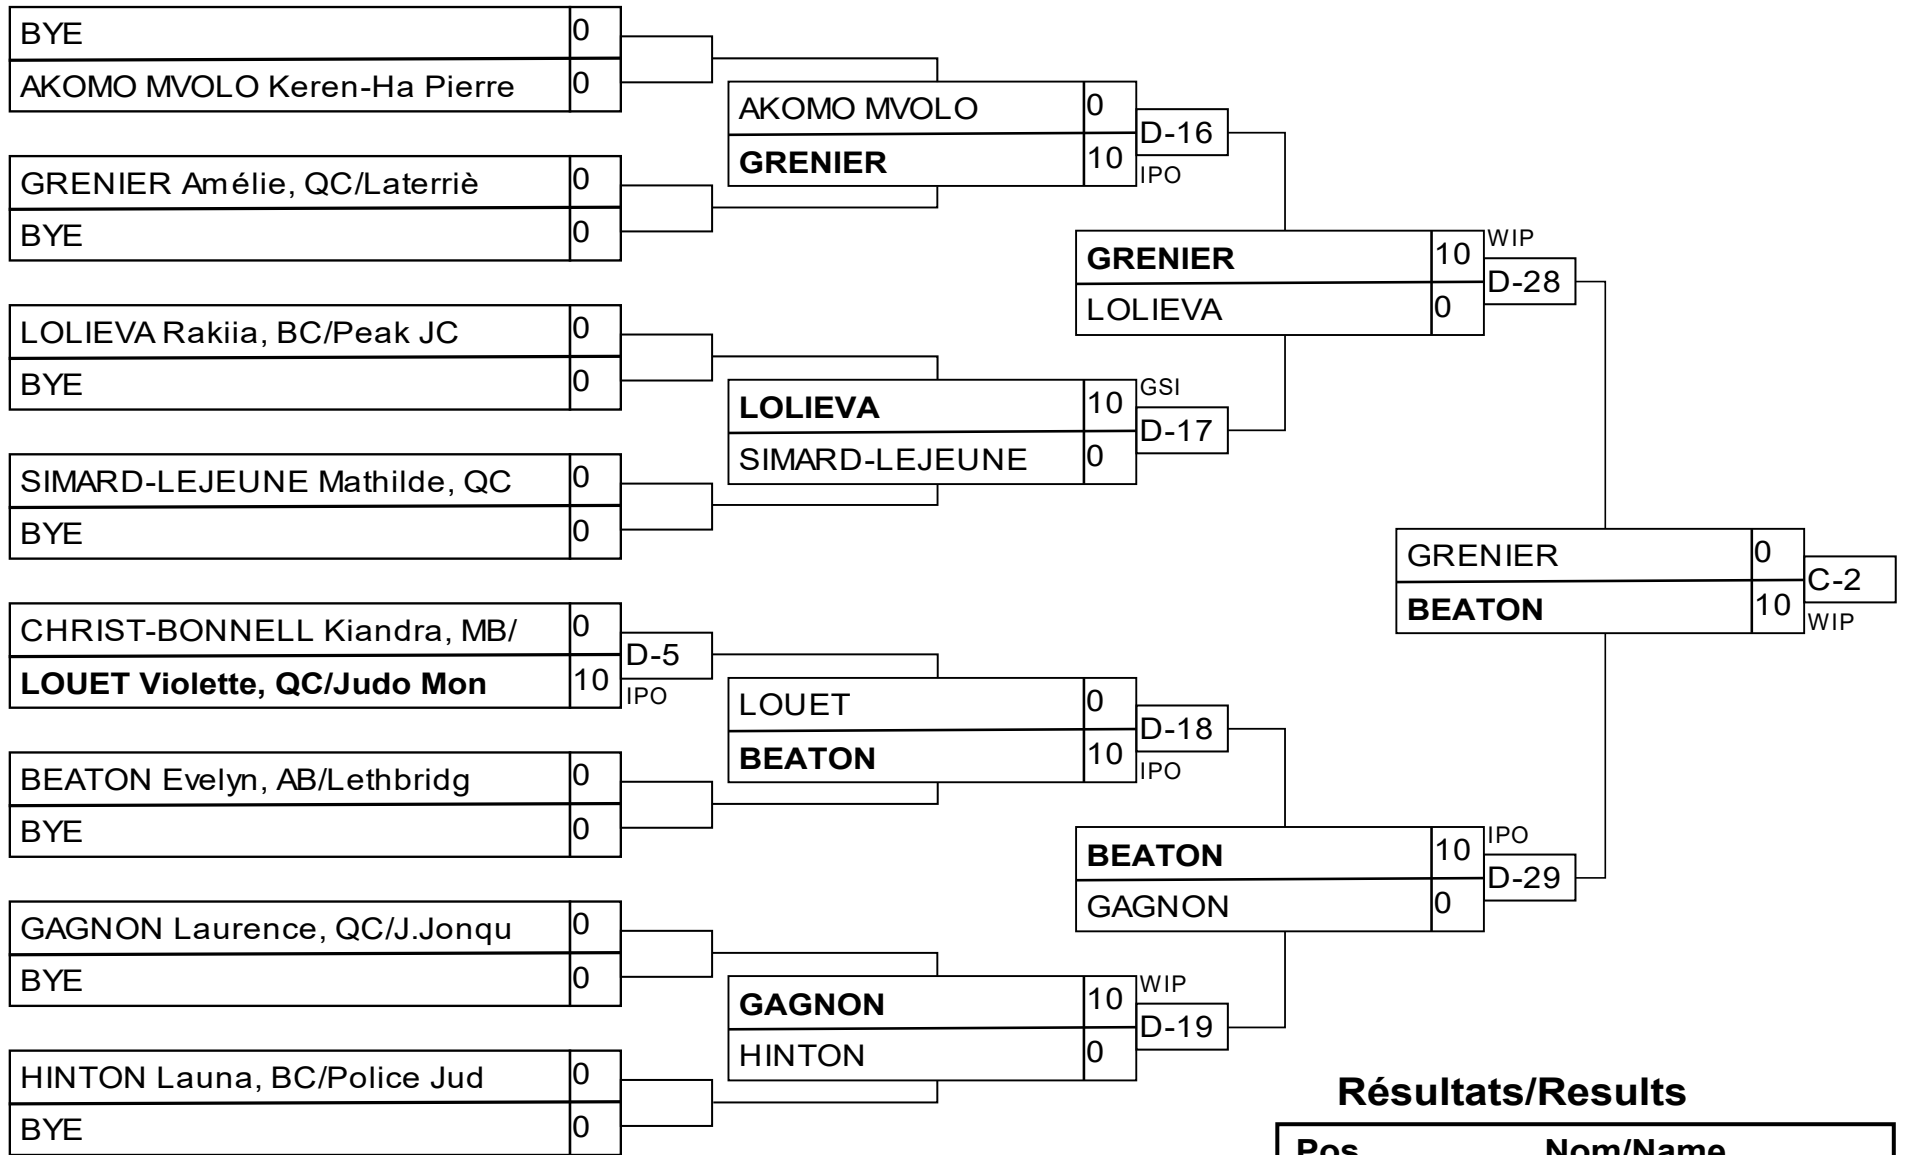 BYE 0
AKOMO MVOLO Keren-Ha Pierre 0
GRENIER Amélie, QC/Laterriè 0
BYE 0
LOLIEVA Rakiia, BC/Peak JC 0
BYE 0
SIMARD-LEJEUNE Mathilde, QC 0
BYE 0
CHRIST-BONNELL Kiandra, MB/ 0
LOUET Violette, QC/Judo Mon 10
D-5
IPO
BEATON Evelyn, AB/Lethbridg 0
BYE 0
GAGNON Laurence, QC/J.Jonqu 0
BYE 0
HINTON Launa, BC/Police Jud 0
BYE 0
AKOMO MVOLO 0
GRENIER 10
D-16
IPO
LOLIEVA 10
SIMARD-LEJEUNE 0
GSI
D-17
LOUET 0
BEATON 10
D-18
IPO
GAGNON 10
HINTON 0
WIP
D-19
GRENIER 10
LOLIEVA 0
WIP
D-28
BEATON 10
GAGNON 0
IPO
D-29
GRENIER 0
BEATON 10
C-2
WIP
Résultats/Results
Pos Nom/Name